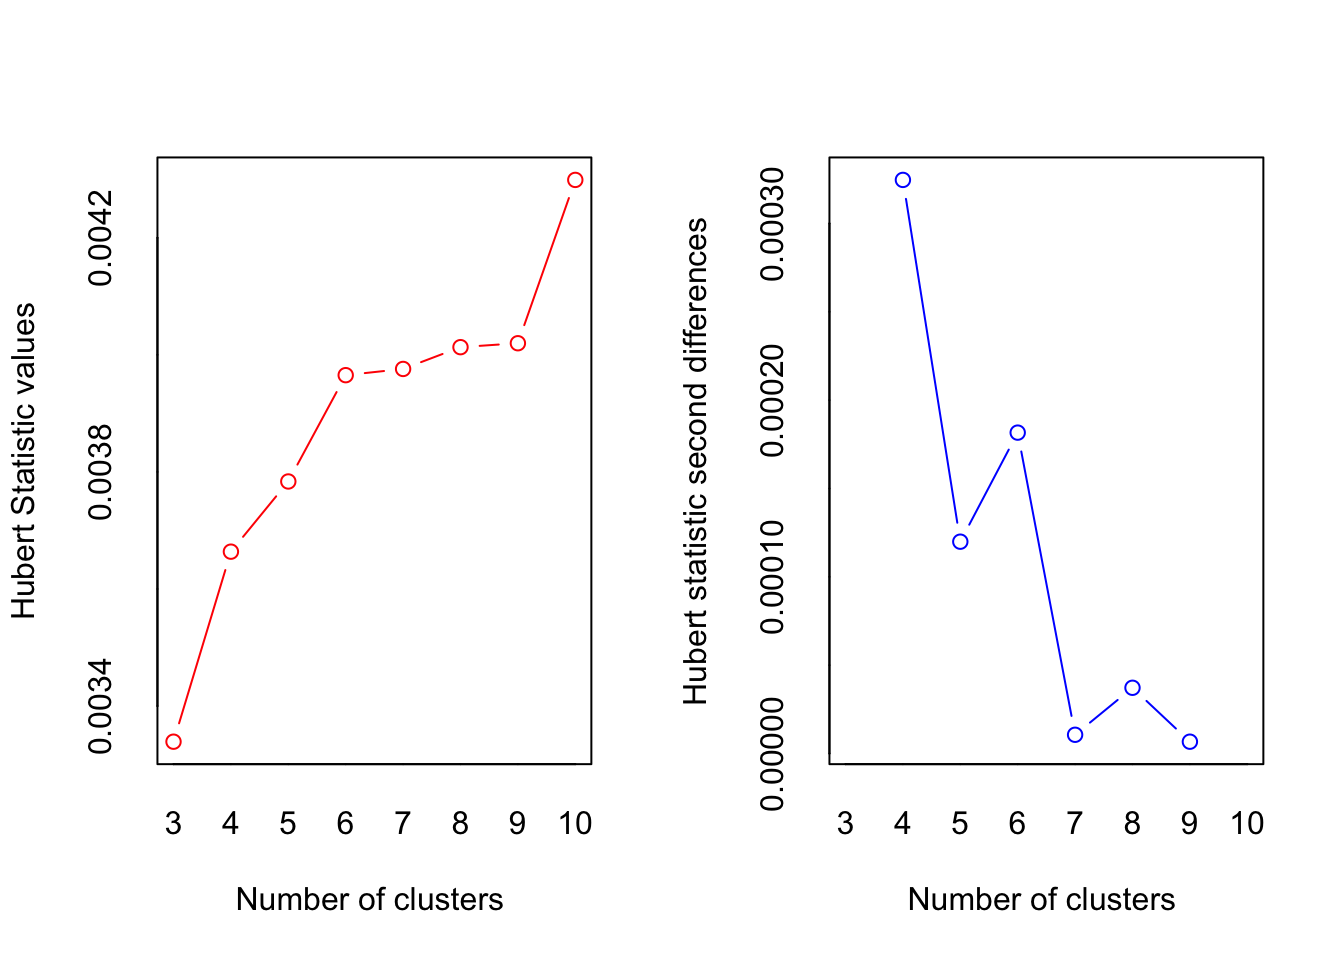 Hubert Statistic values
0.0042
0.0038
0.0034
3 4 5 6 7 8 9 10
Number of clusters
Hubert statistic second differences
0.00030
0.00020
0.00010
0.00000
3 4 5 6 7 8 9 10
Number of clusters